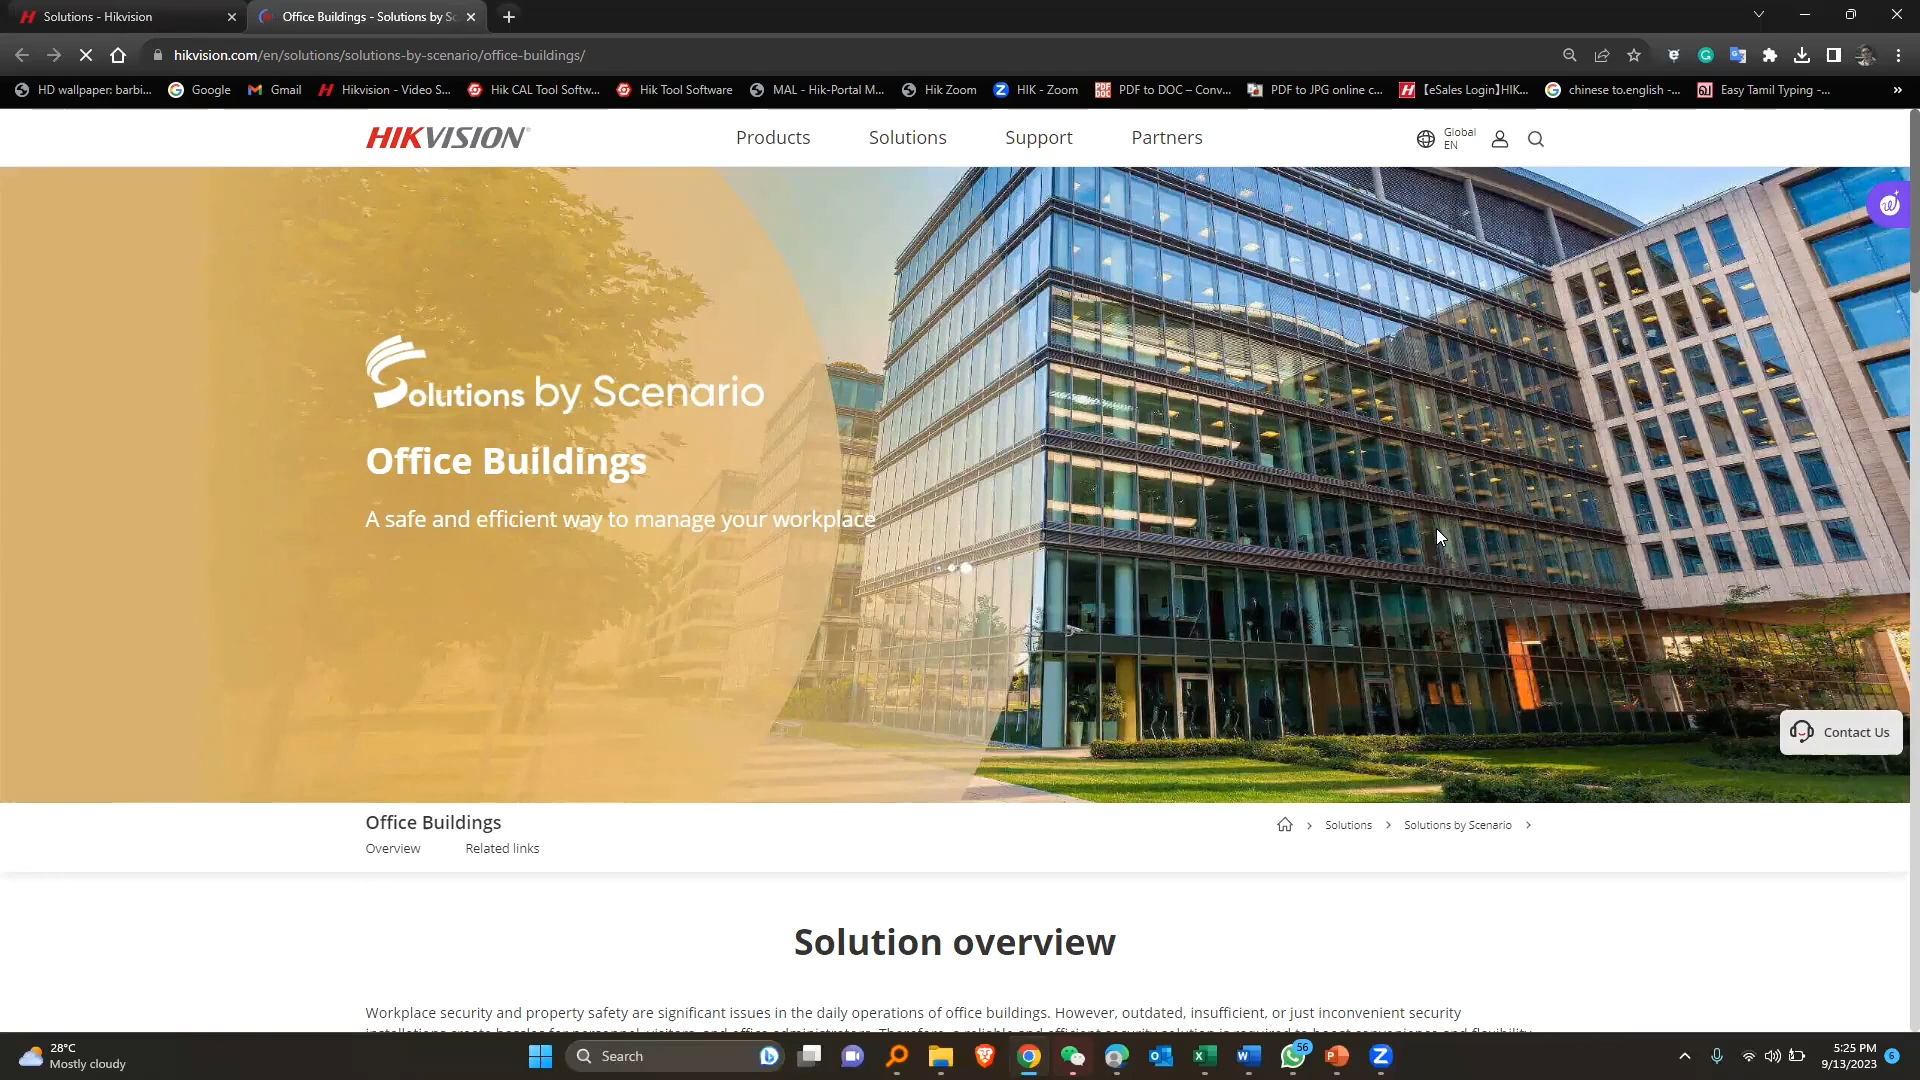 Solutions - Hikvision
Office Buildings - Solutions by Sc
hikvision.com/en/solutions/solutions-by-scenario/office-buildings/
HD wallpaper: barbi...
Google
Gmail
Hikvision - Video S...
Hik CAL Tool Softw...
Hik Tool Software
MAL - Hik-Portal M...
Hik Zoom
HIK - Zoom
PDF to DOC – Conv...
PDF to JPG online c...
【eSales Login】HIK...
chinese to.english -...
Easy Tamil Typing -...
»
HIKVISION
Products
Solutions
Support
Partners
Global
EN
Solutions by Scenario
Office Buildings
A safe and efficient way to manage your workplace
Contact Us
Office Buildings
Solutions
Solutions by Scenario
Overview
Related links
Solution overview
Workplace security and property safety are significant issues in the daily operations of office buildings. However, outdated, insufficient, or just inconvenient security
28°C
Mostly cloudy
Search
56
5:25 PM
9/13/2023
6